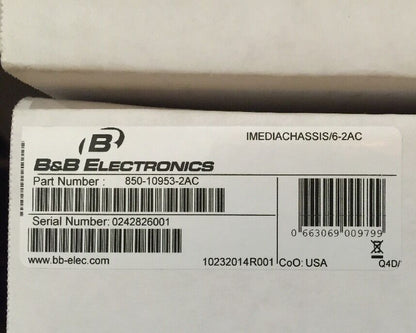 B
IMEDIACHASSIS/6-2AC
B&B ELECTRONICS
Part Number : 850-10953-2AC
Serial Number: 0242826001
0 663069 009799
www.bb-elec.com 10232014R001 CoO: USA Q4D/